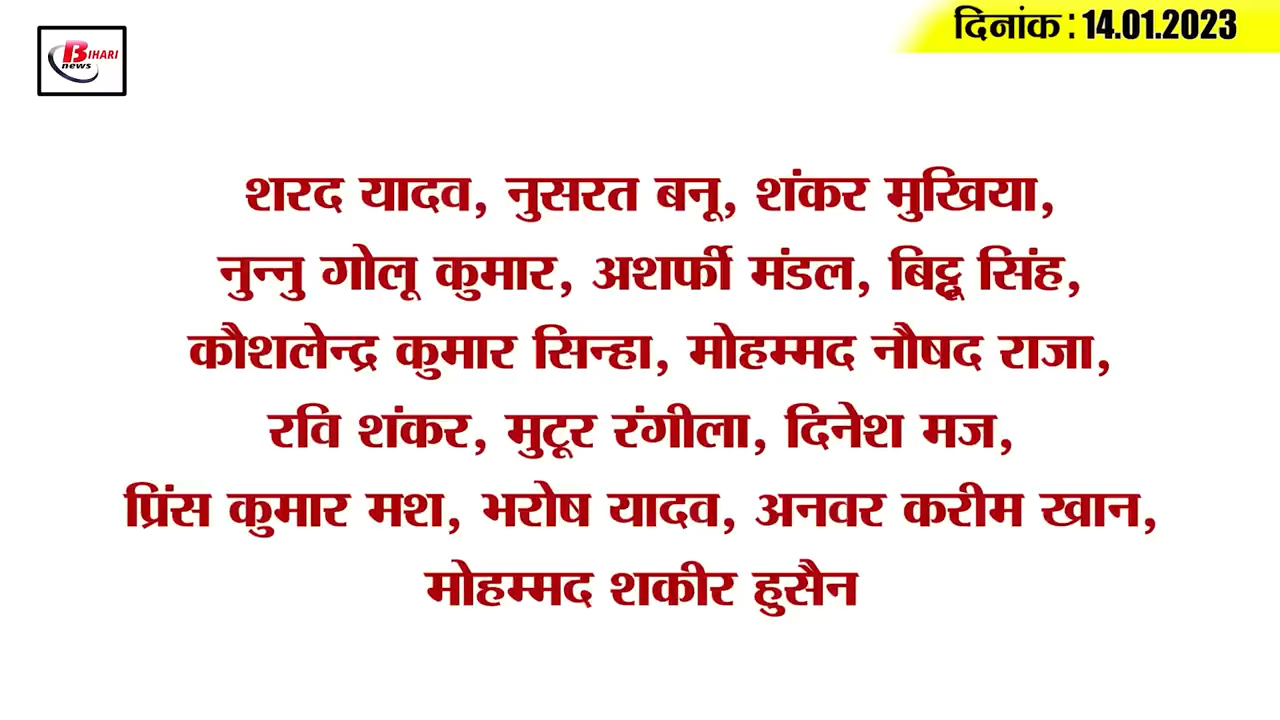 BIHARI
news
दिनांक : 14.01.2023
शरद यादव, नुसरत बनू, शंकर मुखिया,
नुन्नु गोलू कुमार, अशर्फी मंडल, बिट्टू सिंह,
कौशलेन्द्र कुमार सिन्हा, मोहम्मद नौषद राजा,
रवि शंकर, मुटूर रंगीला, दिनेश मज,
प्रिंस कुमार मश, भरोष यादव, अनवर करीम खान,
मोहम्मद शकीर हुसैन